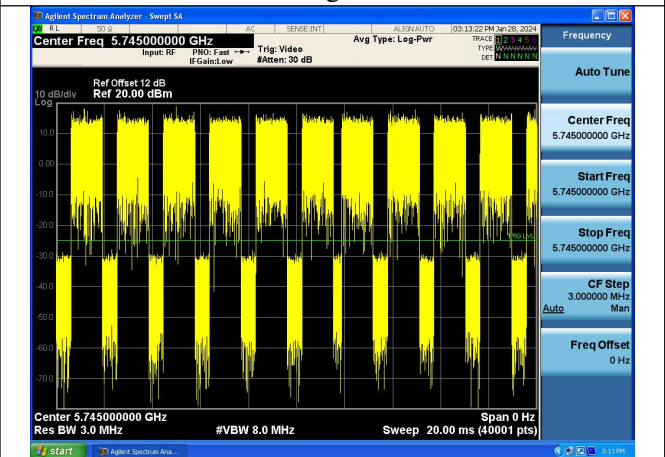 Agilent Spectrum Analyzer - Swept SA
RL 50 Ω AC SENSE:INT ALIGNAUTO 03:13:22 PM Jan 28, 2024
Center Freq 5.745000000 GHz
Input: RF PNO: Fast
IFGain:Low
Trig: Video
#Atten: 30 dB
Avg Type: Log-Pwr
TRACE 1 2 3 4 5 6
TYPE
DET N N N N N N
Ref Offset 12 dB
10 dB/div Ref 20.00 dBm
Log
10.0
0.00
-10.0
-20.0
TRIG LVL
-30.0
-40.0
-50.0
-60.0
-70.0
Center 5.745000000 GHz Span 0 Hz
Res BW 3.0 MHz #VBW 8.0 MHz Sweep 20.00 ms (40001 pts)
Frequency
Auto Tune
Center Freq
5.745000000 GHz
Start Freq
5.745000000 GHz
Stop Freq
5.745000000 GHz
CF Step
3.000000 MHz
Auto Man
Freq Offset
0 Hz
start Agilent Spectrum Ana... 3:13 PM